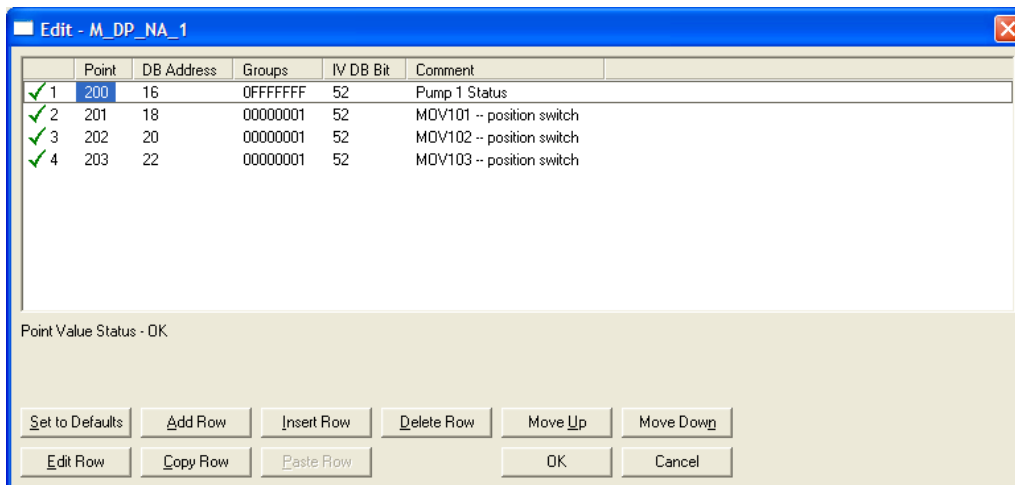 Edit - M_DP_NA_1
Point DB Address Groups IV DB Bit Comment
1 200 16 0FFFFFFF 52 Pump 1 Status
2 201 18 00000001 52 MOV101 -- position switch
3 202 20 00000001 52 MOV102 -- position switch
4 203 22 00000001 52 MOV103 -- position switch
Point Value Status - OK
Set to Defaults Add Row Insert Row Delete Row Move Up Move Down
Edit Row Copy Row Paste Row OK Cancel